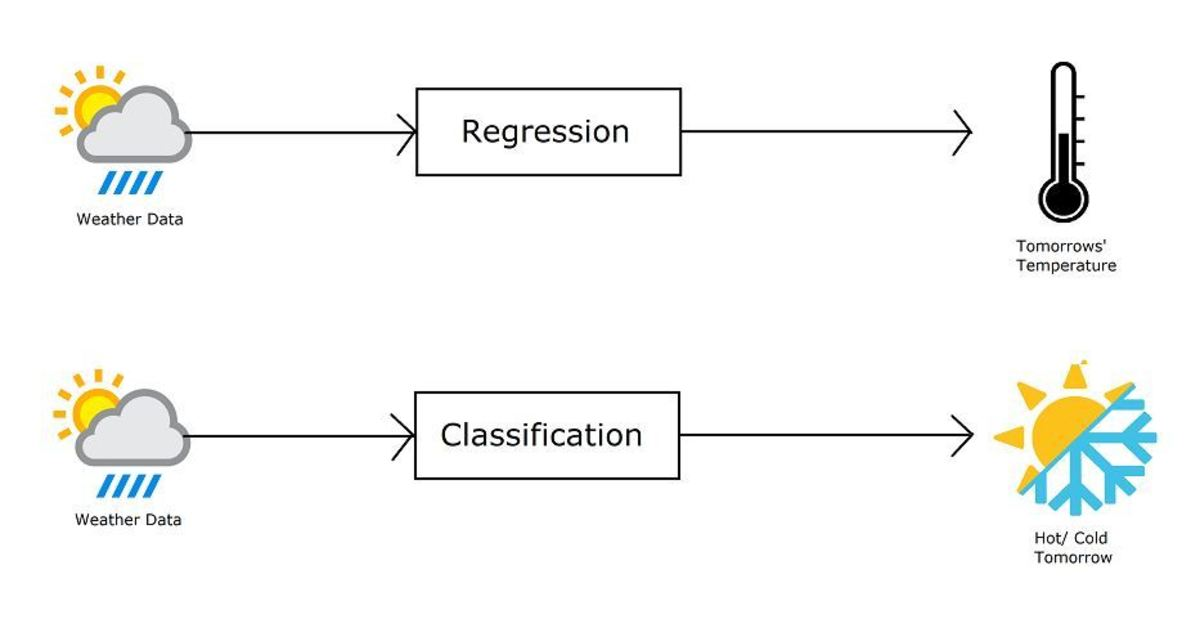 Regression
Weather Data
Tomorrows'
Temperature
Classification
Weather Data
Hot/ Cold
Tomorrow